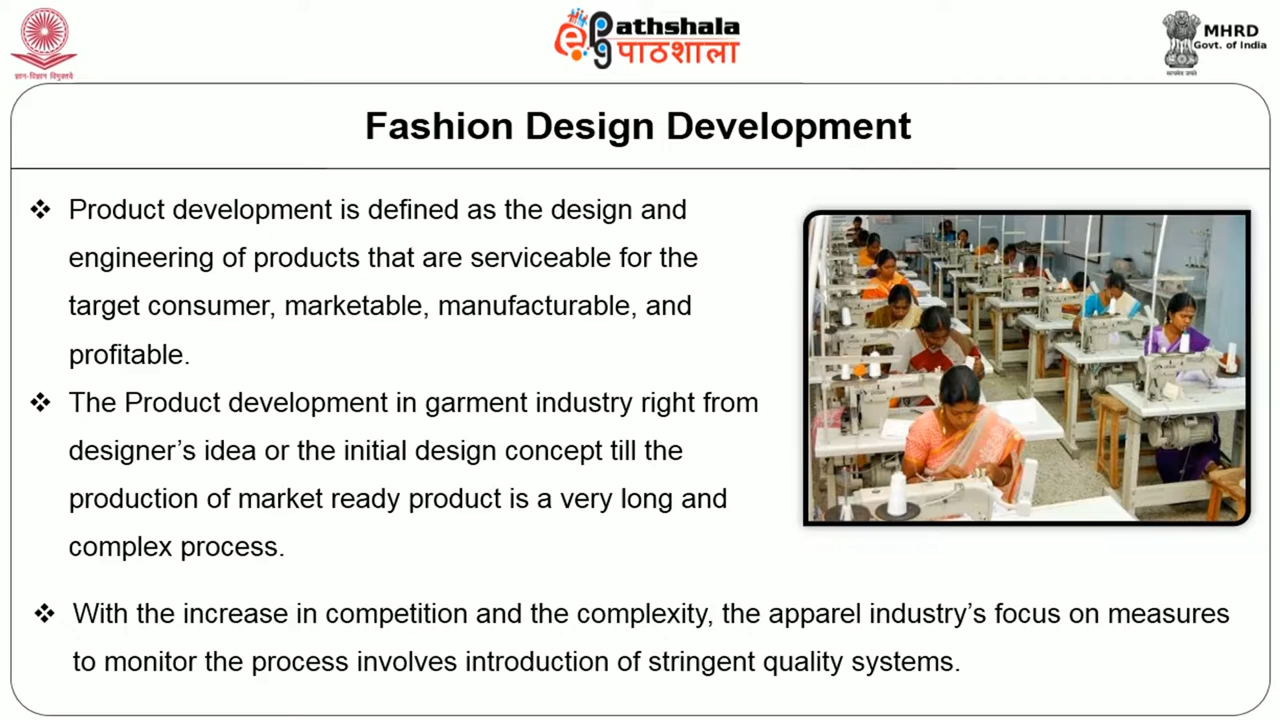 ज्ञान-विज्ञान विमुक्तये
ePathshala
पाठशाला
MHRD
Govt. of India
सत्यमेव जयते
Fashion Design Development
❖ Product development is defined as the design and
engineering of products that are serviceable for the
target consumer, marketable, manufacturable, and
profitable.
❖ The Product development in garment industry right from
designer’s idea or the initial design concept till the
production of market ready product is a very long and
complex process.
❖ With the increase in competition and the complexity, the apparel industry’s focus on measures
to monitor the process involves introduction of stringent quality systems.